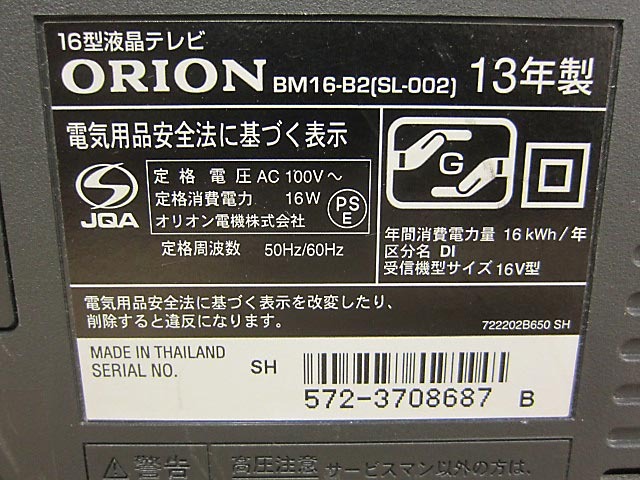 16型液晶テレビ
ORION BM16-B2(SL-002) 13年製
電気用品安全法に基づく表示
JQA
定格電圧 AC 100V～
定格消費電力 16W
オリオン電機株式会社
PS
E
定格周波数 50Hz/60Hz
G
年間消費電力量 16 kWh/年
区分名 DI
受信機型サイズ 16V型
電気用品安全法に基づく表示を改変したり、
削除すると違反になります。
722202B650 SH
MADE IN THAILAND
SERIAL NO. SH
572-3708687 B
警告 高圧注意 サービスマン以外の方は、